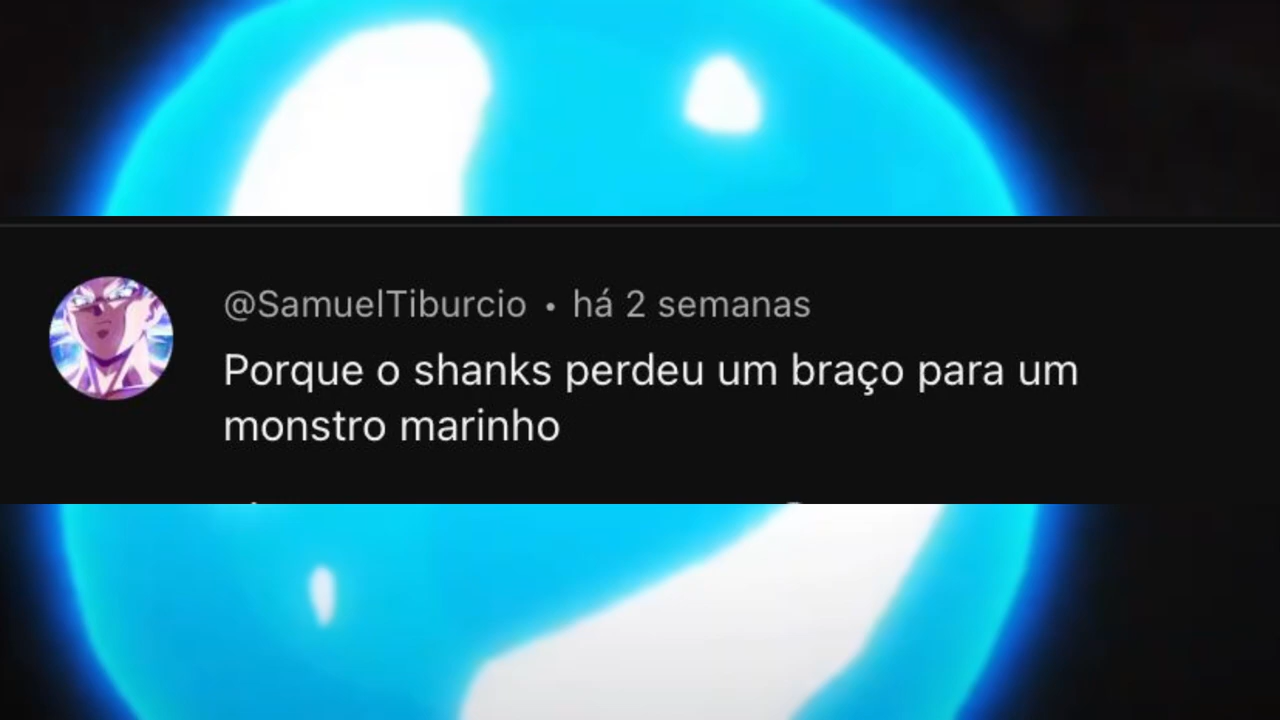 @SamuelTiburcio • há 2 semanas
Porque o shanks perdeu um braço para um
monstro marinho